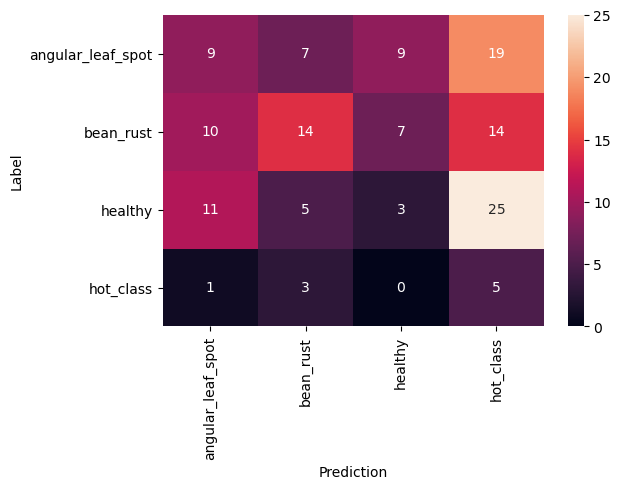 angular_leaf_spot 9 7 9 19
bean_rust 10 14 7 14
healthy 11 5 3 25
hot_class 1 3 0 5
Label
angular_leaf_spot
bean_rust
healthy
hot_class
Prediction
25
20
15
10
5
0